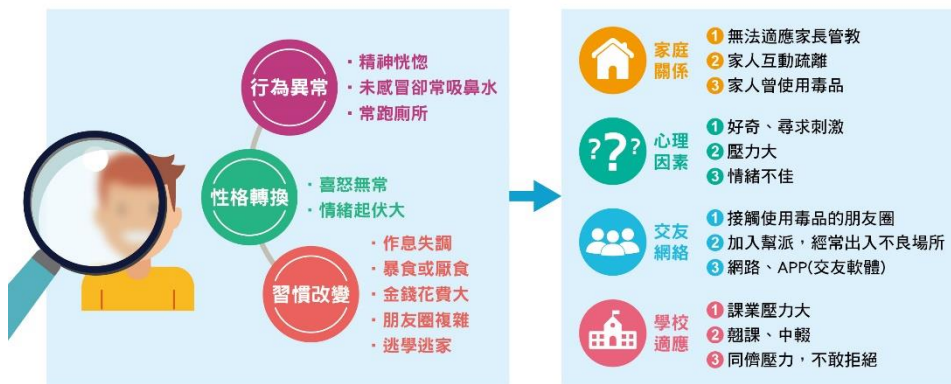 行為異常
・精神恍惚
・未感冒卻常吸鼻水
・常跑廁所
性格轉換
・喜怒無常
・情緒起伏大
習慣改變
・作息失調
・暴食或厭食
・金錢花費大
・朋友圈複雜
・逃學逃家
家庭
關係
1 無法適應家長管教
2 家人互動疏離
3 家人曾使用毒品
???
心理
因素
1 好奇、尋求刺激
2 壓力大
3 情緒不佳
交友
網絡
1 接觸使用毒品的朋友圈
2 加入幫派，經常出入不良場所
3 網路、APP(交友軟體)
學校
適應
1 課業壓力大
2 翹課、中輟
3 同儕壓力，不敢拒絕